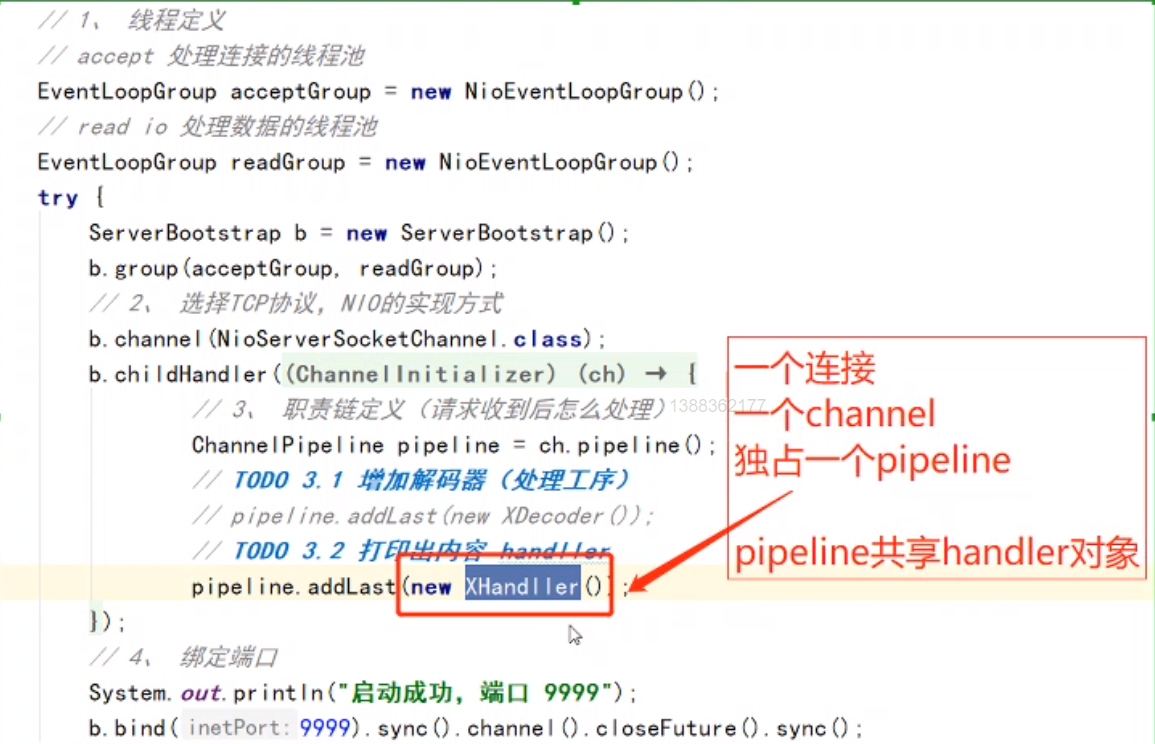 // 1、 线程定义
// accept 处理连接的线程池
EventLoopGroup acceptGroup = new NioEventLoopGroup();
// read io 处理数据的线程池
EventLoopGroup readGroup = new NioEventLoopGroup();
try {
ServerBootstrap b = new ServerBootstrap();
b.group(acceptGroup, readGroup);
// 2、 选择TCP协议，NIO的实现方式
b.channel(NioServerSocketChannel.class);
b.childHandler((ChannelInitializer) (ch) → {
// 3、 职责链定义（请求收到后怎么处理）
ChannelPipeline pipeline = ch.pipeline();
// TODO 3.1 增加解码器（处理工序）
// pipeline.addLast(new XDecoder());
// TODO 3.2 打印出内容 handller
pipeline.addLast(new XHandller());
});
// 4、 绑定端口
System.out.println("启动成功，端口 9999");
b.bind( inetPort: 9999).sync().channel().closeFuture().sync();
一个连接
一个channel
独占一个pipeline
pipeline共享handler对象
1388362177